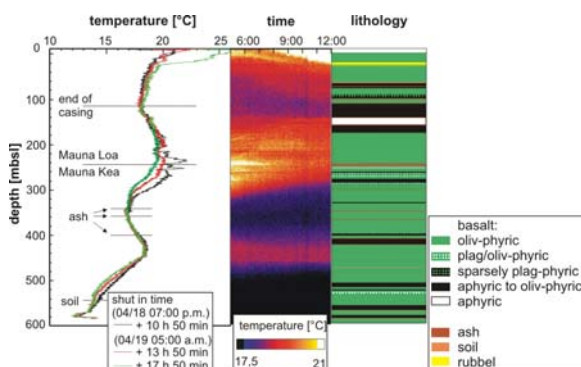 temperature [°C]
time
lithology
10 15 20 25
6:00 9:00 12:00
depth [mbsl]
0
100
200
300
400
500
600
end of
casing
Mauna Loa
Mauna Kea
ash
soil
shut in time
(04/18 07:00 p.m.)
+ 10 h 50 min
(04/19 05:00 a.m.)
+ 13 h 50 min
+ 17 h 50 min
temperature [°C]
17,5 21
basalt:
oliv-phyric
plag/oliv-phyric
sparsely plag-phyric
aphyric to oliv-phyric
aphyric
ash
soil
rubbel